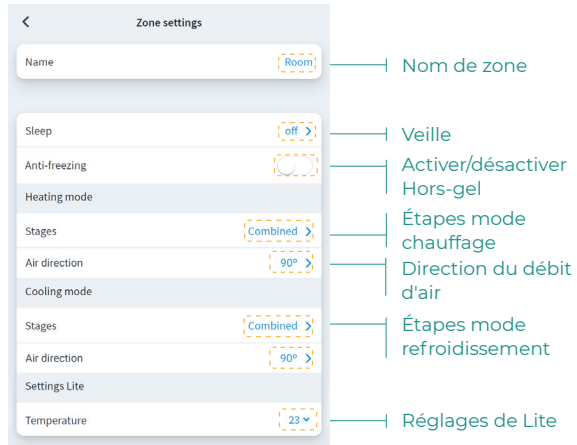 Zone settings
Name Room
Nom de zone
Sleep off
Veille
Anti-freezing
Activer/désactiver
Hors-gel
Heating mode
Stages Combined
Étapes mode
chauffage
Air direction 90º
Direction du débit
d'air
Cooling mode
Stages Combined
Étapes mode
refroidissement
Air direction 90º
Settings Lite
Temperature 23
Réglages de Lite